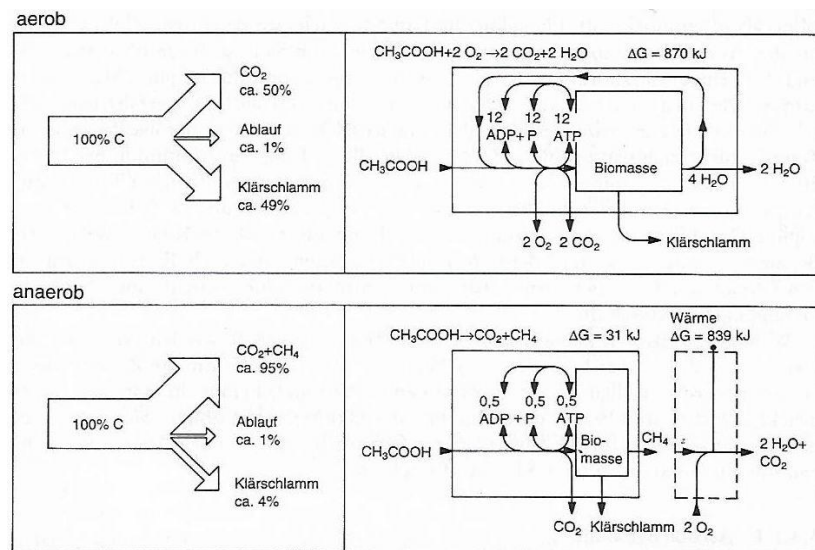 aerob
100% C
CO₂
ca. 50%
Ablauf
ca. 1%
Klärschlamm
ca. 49%
CH₃COOH+2 O₂→2 CO₂+2 H₂O ΔG = 870 kJ
12 12 12
ADP+P ATP
CH₃COOH
Biomasse
4 H₂O
2 H₂O
2 O₂ 2 CO₂
Klärschlamm
anaerob
100% C
CO₂+CH₄
ca. 95%
Ablauf
ca. 1%
Klärschlamm
ca. 4%
CH₃COOH→CO₂+CH₄ ΔG = 31 kJ
Wärme
ΔG = 839 kJ
0,5 0,5 0,5
ADP+P ATP
CH₃COOH
Bio-
masse
CH₄
2 H₂O+
CO₂
CO₂ Klärschlamm
2 O₂